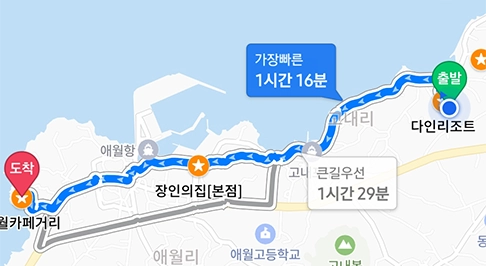 가장빠른
1시간 16분
출발
다인리조트
고내리
애월항
고내
큰길우선
1시간 29분
장인의집[본점]
도착
월카페거리
애월리
애월고등학교
고내봉
동